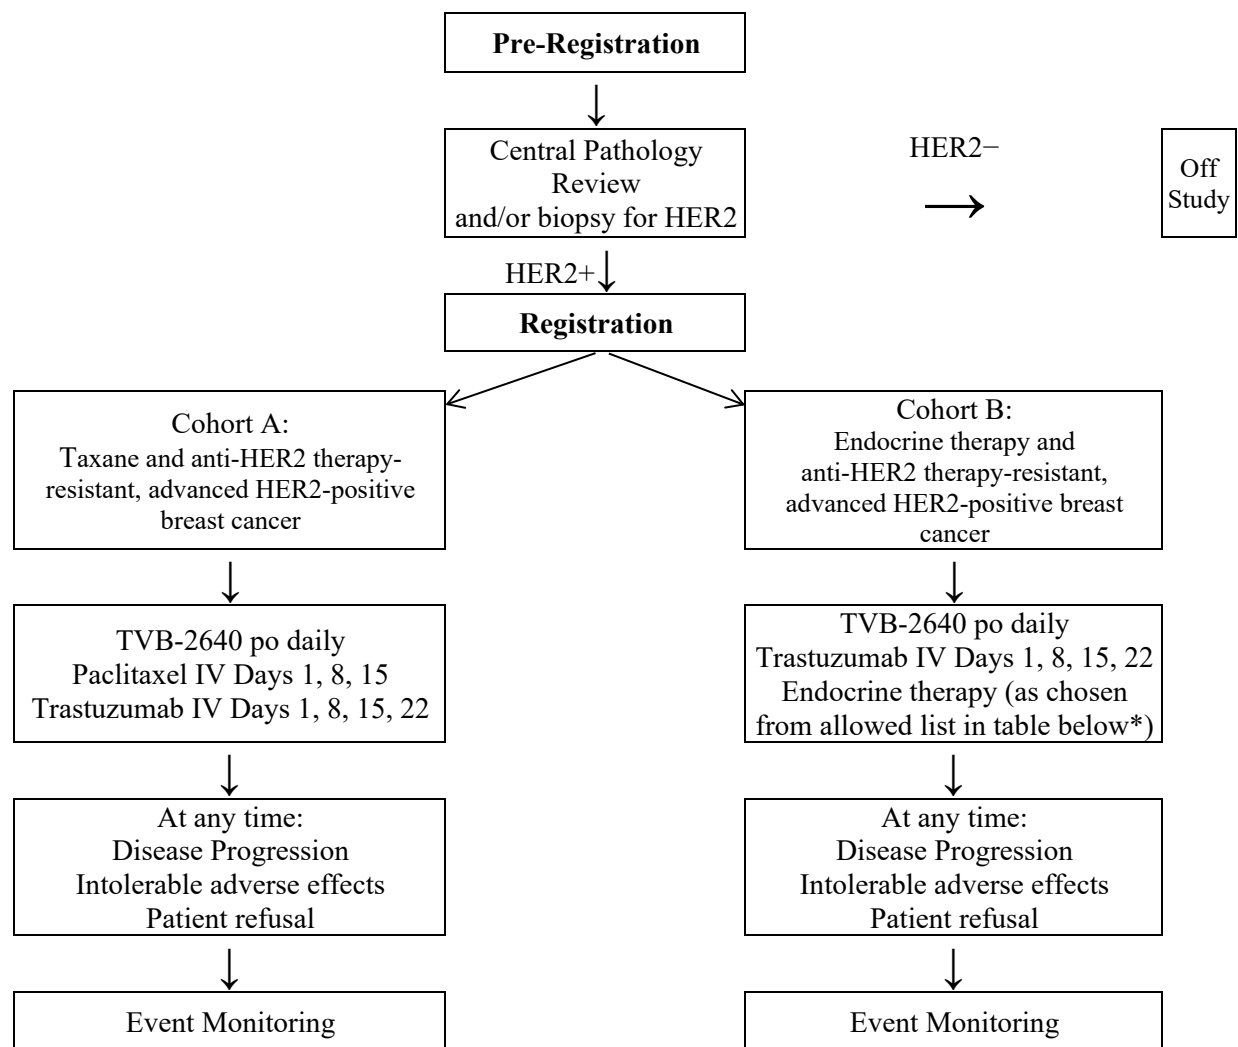 Pre-Registration
Central Pathology
Review
and/or biopsy for HER2
HER2−
Off
Study
HER2+
Registration
Cohort A:
Taxane and anti-HER2 therapy-
resistant, advanced HER2-positive
breast cancer
Cohort B:
Endocrine therapy and
anti-HER2 therapy-resistant,
advanced HER2-positive breast
cancer
TVB-2640 po daily
Paclitaxel IV Days 1, 8, 15
Trastuzumab IV Days 1, 8, 15, 22
TVB-2640 po daily
Trastuzumab IV Days 1, 8, 15, 22
Endocrine therapy (as chosen
from allowed list in table below*)
At any time:
Disease Progression
Intolerable adverse effects
Patient refusal
At any time:
Disease Progression
Intolerable adverse effects
Patient refusal
Event Monitoring
Event Monitoring